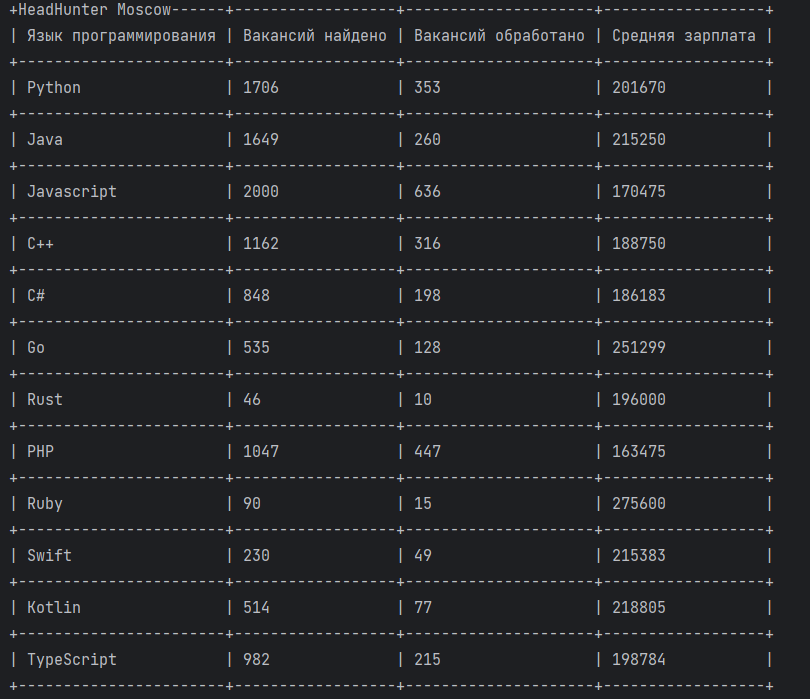 +HeadHunter Moscow------+------------------+---------------------+------------------+
| Язык программирования | Вакансий найдено | Вакансий обработано | Средняя зарплата |
+-----------------------+------------------+---------------------+------------------+
| Python                | 1706             | 353                 | 201670           |
+-----------------------+------------------+---------------------+------------------+
| Java                  | 1649             | 260                 | 215250           |
+-----------------------+------------------+---------------------+------------------+
| Javascript            | 2000             | 636                 | 170475           |
+-----------------------+------------------+---------------------+------------------+
| C++                   | 1162             | 316                 | 188750           |
+-----------------------+------------------+---------------------+------------------+
| C#                    | 848              | 198                 | 186183           |
+-----------------------+------------------+---------------------+------------------+
| Go                    | 535              | 128                 | 251299           |
+-----------------------+------------------+---------------------+------------------+
| Rust                  | 46               | 10                  | 196000           |
+-----------------------+------------------+---------------------+------------------+
| PHP                   | 1047             | 447                 | 163475           |
+-----------------------+------------------+---------------------+------------------+
| Ruby                  | 90               | 15                  | 275600           |
+-----------------------+------------------+---------------------+------------------+
| Swift                 | 230              | 49                  | 215383           |
+-----------------------+------------------+---------------------+------------------+
| Kotlin                | 514              | 77                  | 218805           |
+-----------------------+------------------+---------------------+------------------+
| TypeScript            | 982              | 215                 | 198784           |
+-----------------------+------------------+---------------------+------------------+